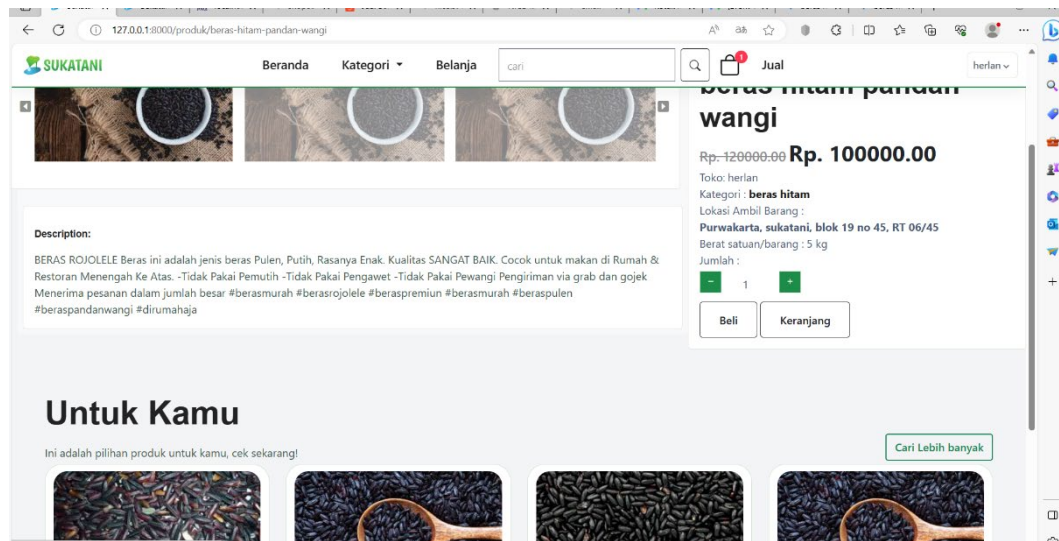 127.0.0.1:8000/produk/beras-hitam-pandan-wangi
SUKATANI
Beranda
Kategori
Belanja
cari
Jual
herlan
beras hitam pandan
wangi
Rp. 120000.00 Rp. 100000.00
Toko: herlan
Kategori : beras hitam
Lokasi Ambil Barang :
Purwakarta, sukatani, blok 19 no 45, RT 06/45
Berat satuan/barang : 5 kg
Jumlah :
- 1 +
Beli
Keranjang
Description:
BERAS ROJOLELE Beras ini adalah jenis beras Pulen, Putih, Rasanya Enak. Kualitas SANGAT BAIK. Cocok untuk makan di Rumah &
Restoran Menengah Ke Atas. -Tidak Pakai Pemutih -Tidak Pakai Pengawet -Tidak Pakai Pewangi Pengiriman via grab dan gojek
Menerima pesanan dalam jumlah besar #berasmurah #berasrojolele #beraspremiun #berasmurah #beraspulen
#beraspandanwangi #dirumahaja
Untuk Kamu
Ini adalah pilihan produk untuk kamu, cek sekarang!
Cari Lebih banyak